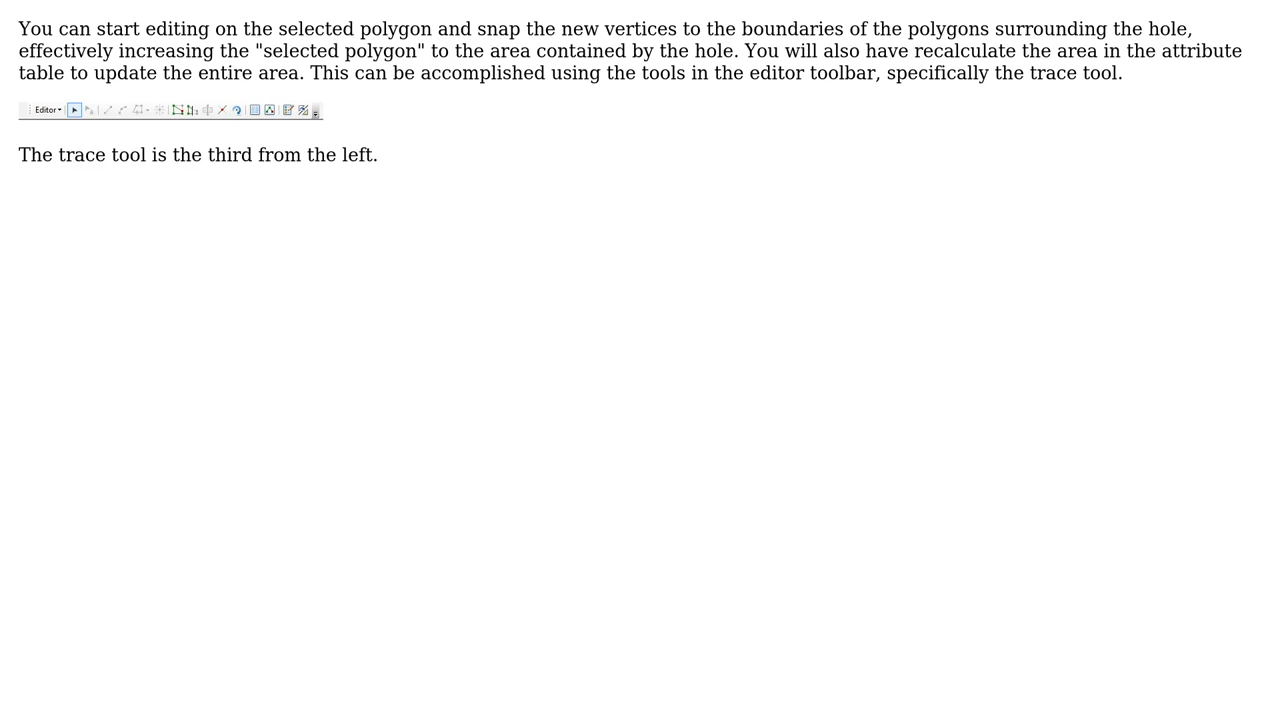 You can start editing on the selected polygon and snap the new vertices to the boundaries of the polygons surrounding the hole,
effectively increasing the "selected polygon" to the area contained by the hole. You will also have recalculate the area in the attribute
table to update the entire area. This can be accomplished using the tools in the editor toolbar, specifically the trace tool.
Editor
The trace tool is the third from the left.